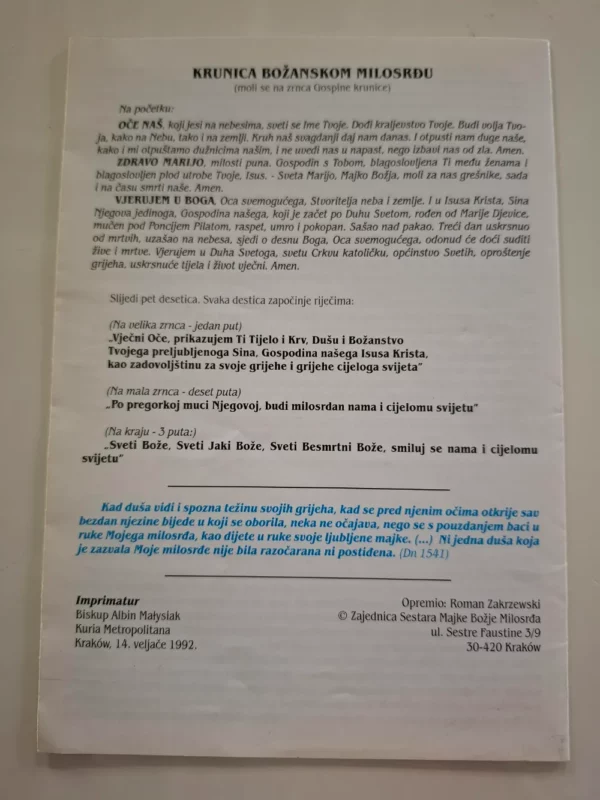 KRUNICA BOŽANSKOM MILOSRĐU
(moli se na zrnca Gospine krunice)
Na početku:
OČE NAŠ, koji jesi na nebesima, sveti se Ime Tvoje. Dođi kraljevstvo Tvoje. Budi volja Tvo-
ja, kako na Nebu, tako i na zemlji. Kruh naš svagdanji daj nam danas. I otpusti nam duge naše,
kako i mi otpuštamo dužnicima našim, i ne uvedi nas u napast, nego izbavi nas od zla. Amen.
ZDRAVO MARIJO, milosti puna, Gospodin s Tobom, blagoslovljena Ti među ženama i
blagoslovljen plod utrobe Tvoje, Isus. - Sveta Marijo, Majko Božja, moli za nas grešnike, sada
i na času smrti naše. Amen.
VJERUJEM U BOGA, Oca svemogućega, Stvoritelja neba i zemlje. I u Isusa Krista, Sina
Njegova jedinoga, Gospodina našega, koji je začet po Duhu Svetom, rođen od Marije Djevice,
mučen pod Poncijem Pilatom, raspet, umro i pokopan. Sašao nad pakao. Treći dan uskrsnuo
od mrtvih, uzašao na nebesa, sjedi o desnu Boga, Oca svemogućega, odonud će doći suditi
žive i mrtve. Vjerujem u Duha Svetoga, svetu Crkvu katoličku, općinstvo Svetih, oproštenje
grijeha, uskrsnuće tijela i život vječni. Amen.
Slijedi pet desetica. Svaka destica započinje riječima:
(Na velika zrnca - jedan put)
„Vječni Oče, prikazujem Ti Tijelo i Krv, Dušu i Božanstvo
Tvojega preljubljenoga Sina, Gospodina našega Isusa Krista,
kao zadovoljštinu za svoje grijehe i grijehe cijeloga svijeta“
(Na mala zrnca - deset puta)
„Po pregorkoj muci Njegovoj, budi milosrdan nama i cijelomu svijetu“
(Na kraju - 3 puta:)
„Sveti Bože, Sveti Jaki Bože, Sveti Besmrtni Bože, smiluj se nama i cijelomu
svijetu“
Kad duša vidi i spozna težinu svojih grijeha, kad se pred njenim očima otkrije sav
bezdan njezine bijede u koji se oborila, neka ne očajava, nego se s pouzdanjem baci u
ruke Mojega milosrđa, kao dijete u ruke svoje ljubljene majke. (...) Ni jedna duša koja
je zazvala Moje milosrđe nije bila razočarana ni postiđena. (Dn 1541)
Imprimatur
Biskup Albin Małysiak
Kuria Metropolitana
Kraków, 14. veljače 1992.
Opremio: Roman Zakrzewski
© Zajednica Sestara Majke Božje Milosrđa
ul. Sestre Faustine 3/9
30-420 Kraków